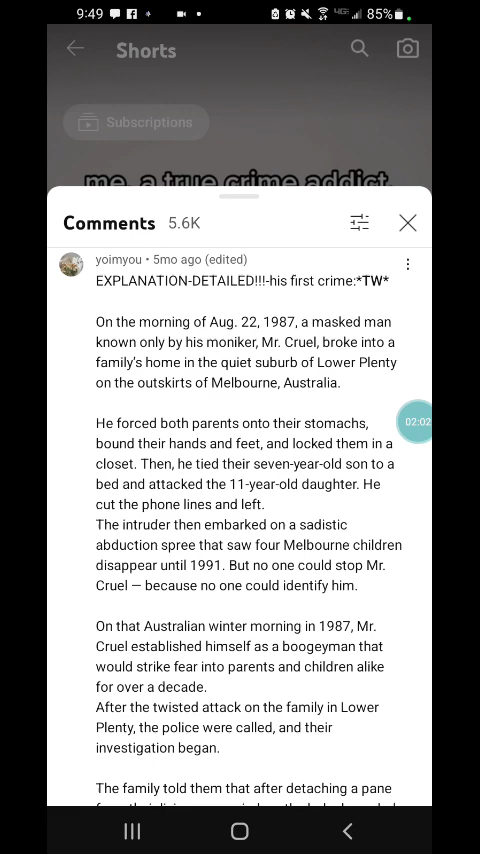 9:49
85%
Shorts
Subscriptions
me, a true crime addict
Comments 5.6K
yoimyou • 5mo ago (edited)
EXPLANATION-DETAILED!!!-his first crime:*TW*
On the morning of Aug. 22, 1987, a masked man
known only by his moniker, Mr. Cruel, broke into a
family's home in the quiet suburb of Lower Plenty
on the outskirts of Melbourne, Australia.
He forced both parents onto their stomachs,
bound their hands and feet, and locked them in a
closet. Then, he tied their seven-year-old son to a
bed and attacked the 11-year-old daughter. He
cut the phone lines and left.
02:02
The intruder then embarked on a sadistic
abduction spree that saw four Melbourne children
disappear until 1991. But no one could stop Mr.
Cruel — because no one could identify him.
On that Australian winter morning in 1987, Mr.
Cruel established himself as a boogeyman that
would strike fear into parents and children alike
for over a decade.
After the twisted attack on the family in Lower
Plenty, the police were called, and their
investigation began.
The family told them that after detaching a pane